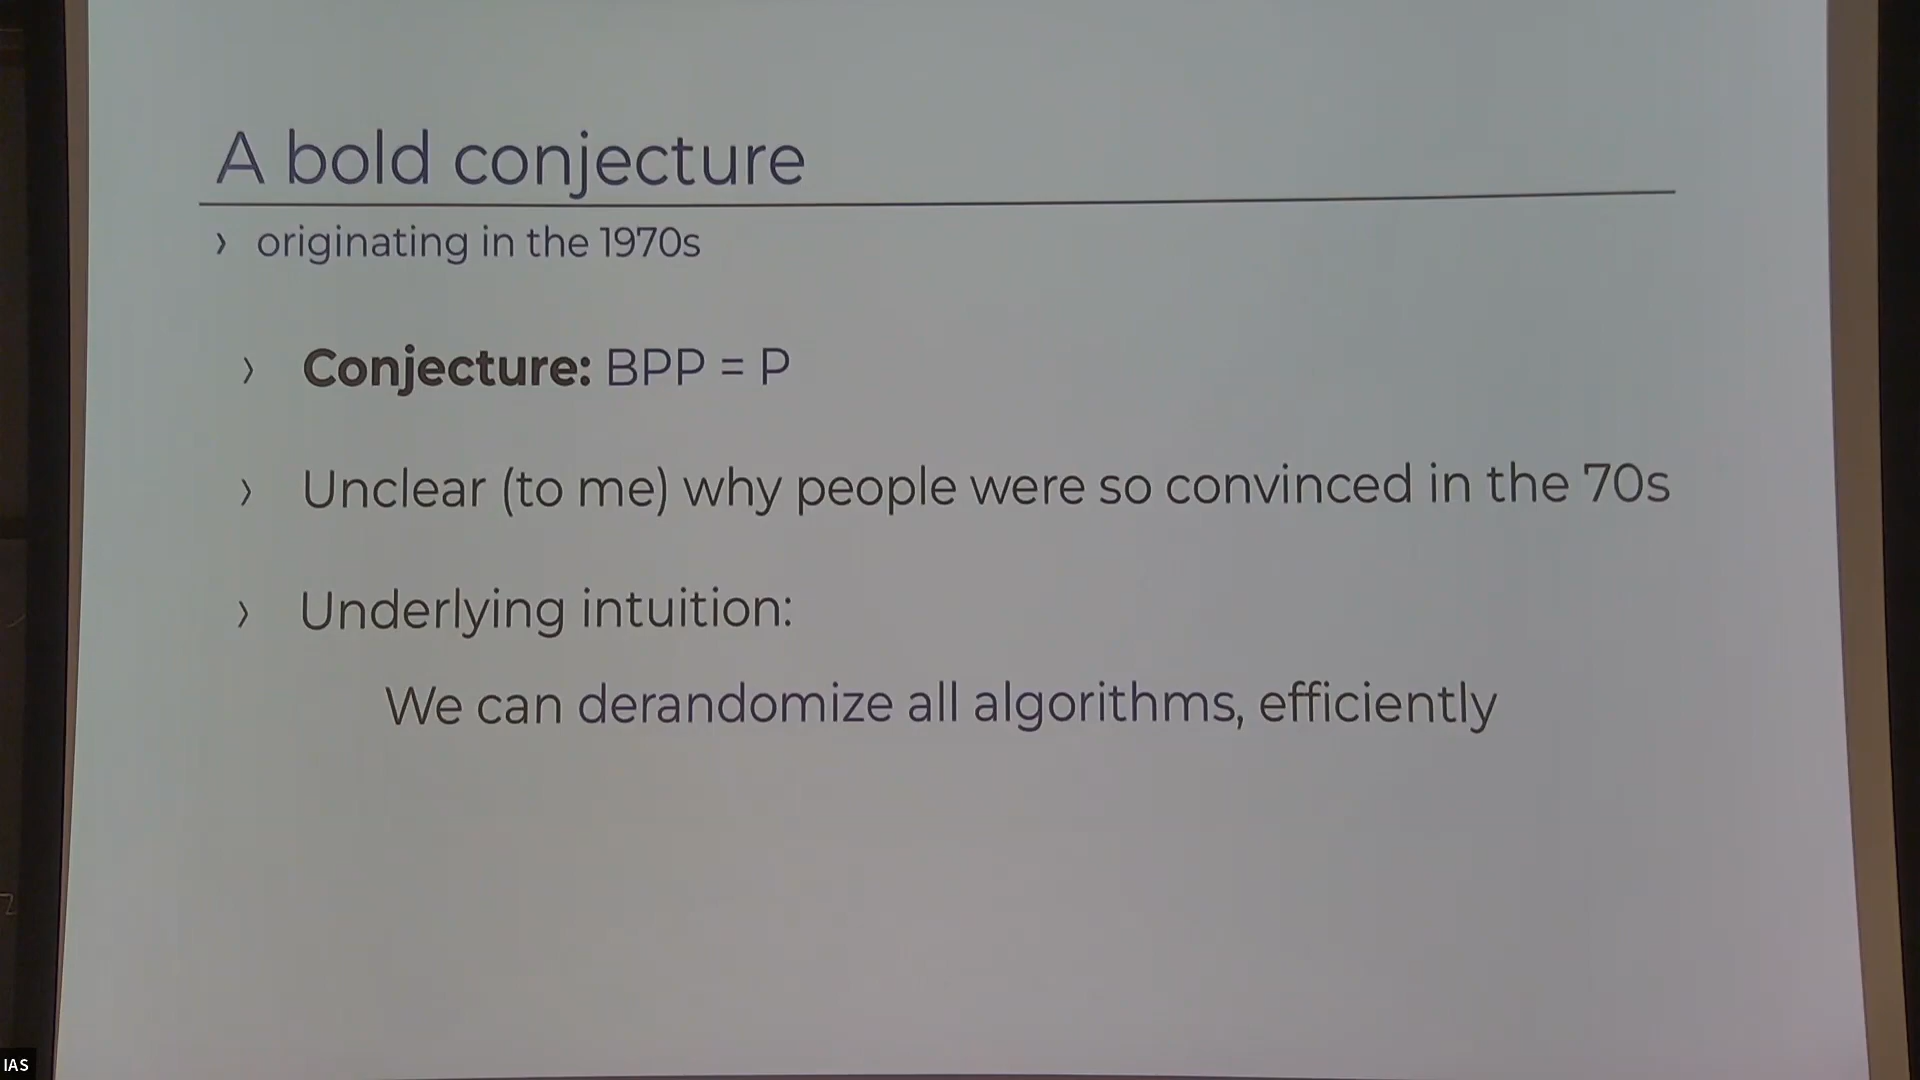 A bold conjecture
› originating in the 1970s
› Conjecture: BPP = P
› Unclear (to me) why people were so convinced in the 70s
› Underlying intuition:
We can derandomize all algorithms, efficiently
IAS